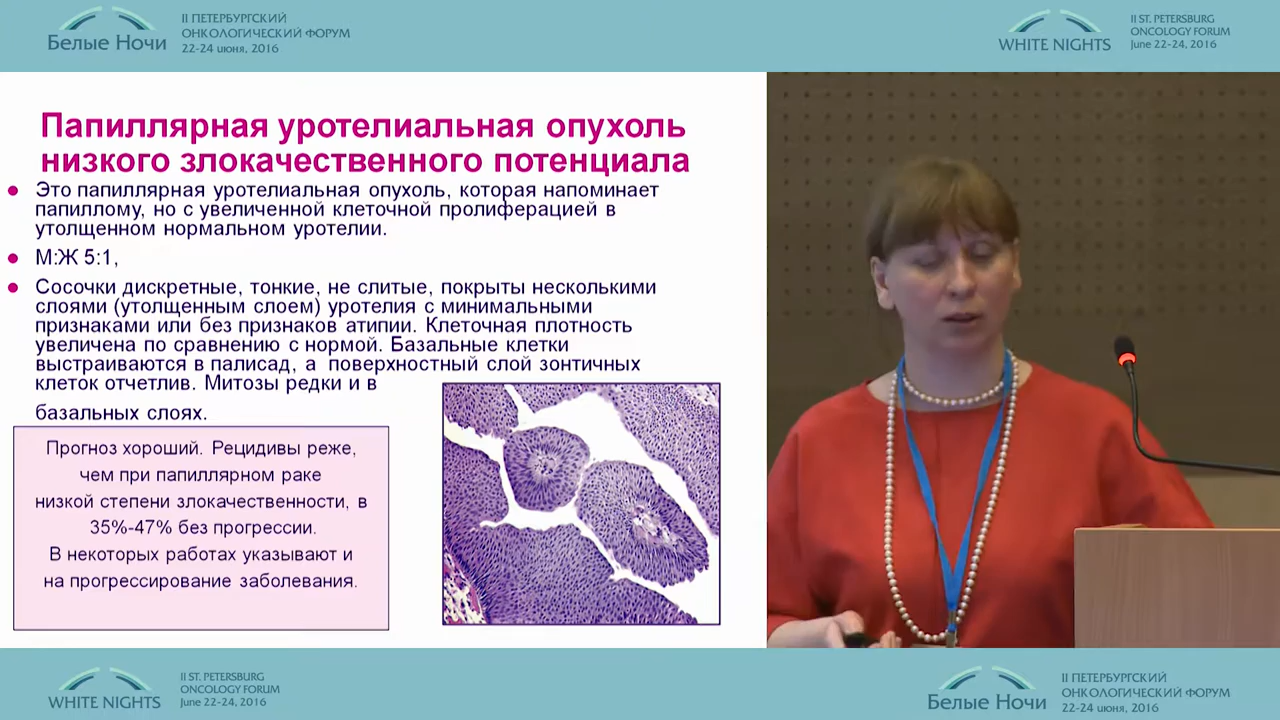 Белые Ночи
II ПЕТЕРБУРГСКИЙ
ОНКОЛОГИЧЕСКИЙ ФОРУМ
22-24 июня, 2016
WHITE NIGHTS
II ST. PETERSBURG
ONCOLOGY FORUM
June 22-24, 2016
Папиллярная уротелиальная опухоль
низкого злокачественного потенциала
Это папиллярная уротелиальная опухоль, которая напоминает
папиллому, но с увеличенной клеточной пролиферацией в
утолщенном нормальном уротелии.
М:Ж 5:1,
Сосочки дискретные, тонкие, не слитые, покрыты несколькими
слоями (утолщенным слоем) уротелия с минимальными
признаками или без признаков атипии. Клеточная плотность
увеличена по сравнению с нормой. Базальные клетки
выстраиваются в палисад, а поверхностный слой зонтичных
клеток отчетлив. Митозы редки и в
базальных слоях.
Прогноз хороший. Рецидивы реже,
чем при папиллярном раке
низкой степени злокачественности, в
35%-47% без прогрессии.
В некоторых работах указывают и
на прогрессирование заболевания.
WHITE NIGHTS
II ST. PETERSBURG
ONCOLOGY FORUM
June 22-24, 2016
Белые Ночи
II ПЕТЕРБУРГСКИЙ
ОНКОЛОГИЧЕСКИЙ ФОРУМ
22-24 июня, 2016